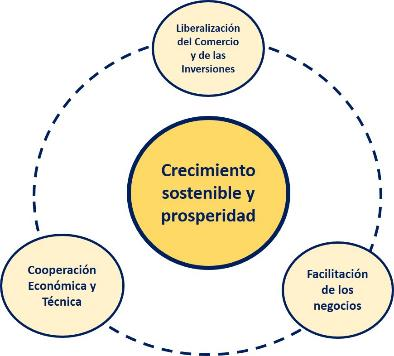 Liberalización
del Comercio
y de las
Inversiones
Crecimiento
sostenible y
prosperidad
Cooperación
Económica y
Técnica
Facilitación
de los
negocios